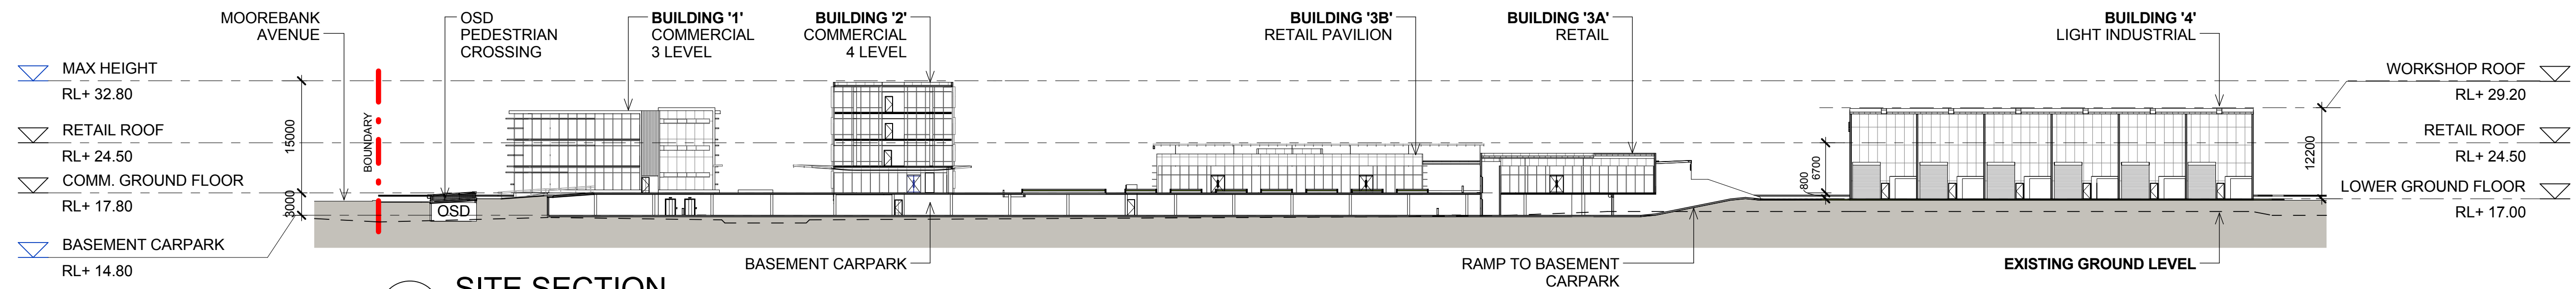 MOOREBANK
AVENUE
OSD
PEDESTRIAN
CROSSING
BUILDING '1'
COMMERCIAL
3 LEVEL
BUILDING '2'
COMMERCIAL
4 LEVEL
BUILDING '3B'
RETAIL PAVILION
BUILDING '3A'
RETAIL
BUILDING '4'
LIGHT INDUSTRIAL
MAX HEIGHT
RL+ 32.80
RETAIL ROOF
RL+ 24.50
COMM. GROUND FLOOR
RL+ 17.80
BASEMENT CARPARK
RL+ 14.80
15000
3000
BOUNDARY
OSD
800
6700
12200
WORKSHOP ROOF
RL+ 29.20
RETAIL ROOF
RL+ 24.50
LOWER GROUND FLOOR
RL+ 17.00
BASEMENT CARPARK
RAMP TO BASEMENT
CARPARK
EXISTING GROUND LEVEL
SITE SECTION